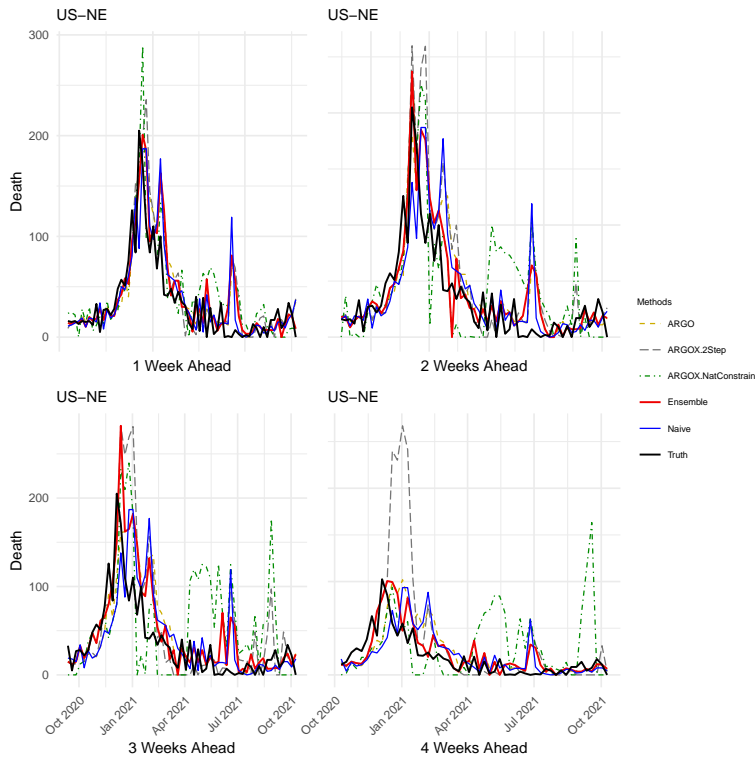 US−NE
US−NE
300
200
100
0
Death
1 Week Ahead
2 Weeks Ahead
Methods
ARGO
ARGOX.2Step
ARGOX.NatConstrain
Ensemble
Naive
Truth
US−NE
US−NE
200
100
0
Death
Oct 2020
Jan 2021
Apr 2021
Jul 2021
Oct 2021
Oct 2020
Jan 2021
Apr 2021
Jul 2021
Oct 2021
3 Weeks Ahead
4 Weeks Ahead